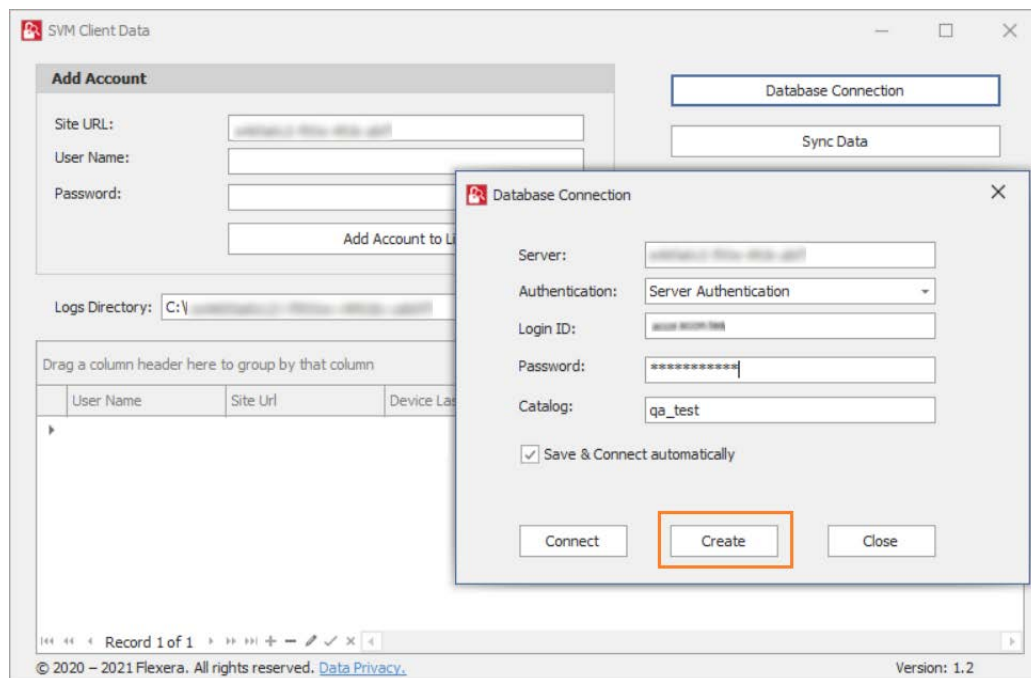 SVM Client Data
Add Account
Site URL:
User Name:
Password:
Add Account to Li
Logs Directory: C:\
Database Connection
Sync Data
Drag a column header here to group by that column
User Name Site Url Device Las
Database Connection
Server:
Authentication: Server Authentication
Login ID:
Password: ***********
Catalog: qa_test
Save & Connect automatically
Connect Create Close
Record 1 of 1
© 2020 – 2021 Flexera. All rights reserved. Data Privacy. Version: 1.2